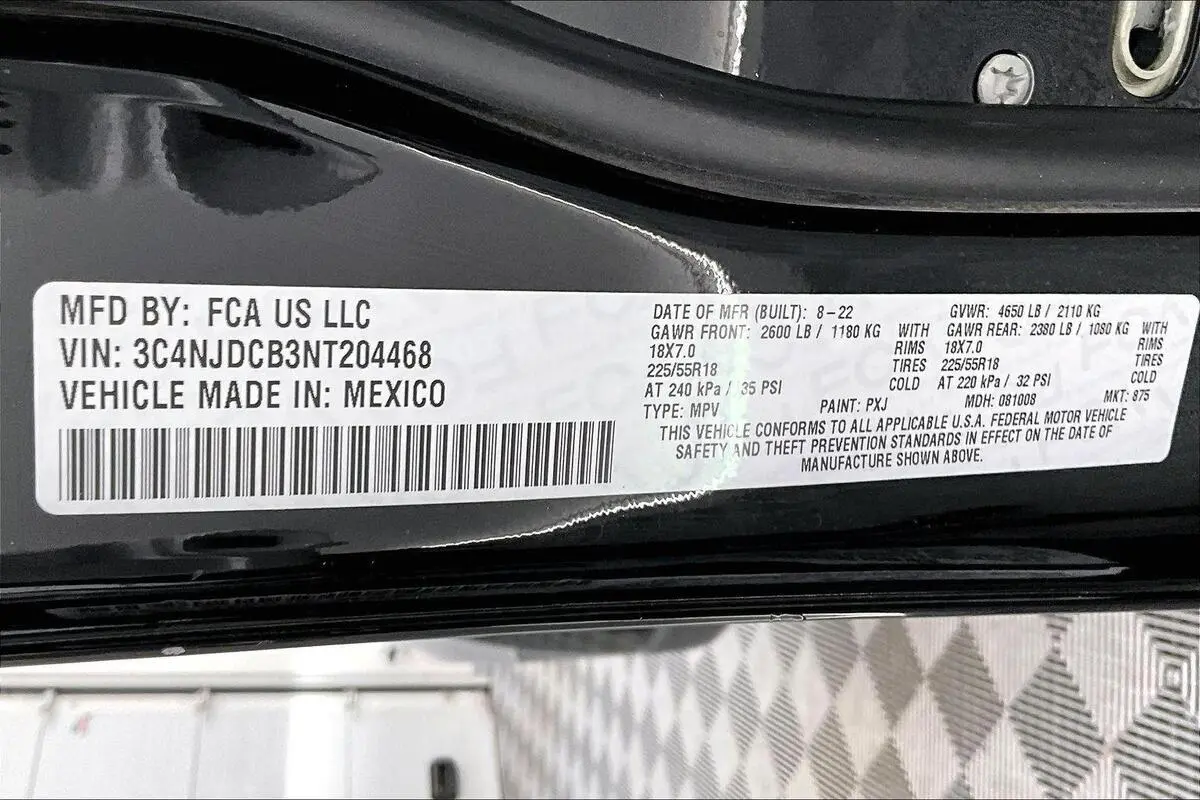 MFD BY: FCA US LLC
VIN: 3C4NJDCB3NT204468
VEHICLE MADE IN: MEXICO
DATE OF MFR (BUILT): 8-22 GVWR: 4650 LB / 2110 KG
GAWR FRONT: 2600 LB / 1180 KG WITH GAWR REAR: 2380 LB / 1080 KG WITH
18X7.0 RIMS 18X7.0 RIMS
225/55R18 TIRES 225/55R18 TIRES
AT 240 kPa / 35 PSI COLD AT 220 kPa / 32 PSI COLD
TYPE: MPV PAINT: PXJ MDH: 081008 MKT: 875
THIS VEHICLE CONFORMS TO ALL APPLICABLE U.S.A. FEDERAL MOTOR VEHICLE
SAFETY AND THEFT PREVENTION STANDARDS IN EFFECT ON THE DATE OF
MANUFACTURE SHOWN ABOVE.